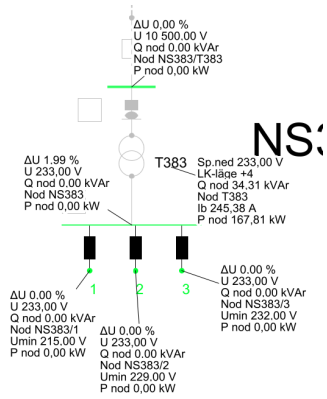 ΔU 0,00 %
U 10 500.00 V
Q nod 0.00 kVAr
Nod NS383/T383
P nod 0,00 kW
NS3
T383
Sp.ned 233,00 V
LK-läge +4
Q nod 34,31 kVAr
Nod T383
Ib 245,38 A
P nod 167,81 kW
ΔU 1.99 %
U 233,00 V
Q nod 0.00 kVAr
Nod NS383
P nod 0,00 kW
1
2
3
ΔU 0.00 %
U 233,00 V
Q nod 0.00 kVAr
Nod NS383/1
Umin 215.00 V
P nod 0,00 kW
ΔU 0.00 %
U 233,00 V
Q nod 0.00 kVAr
Nod NS383/2
Umin 229.00 V
P nod 0,00 kW
ΔU 0.00 %
U 233,00 V
Q nod 0.00 kVAr
Nod NS383/3
Umin 232.00 V
P nod 0,00 kW